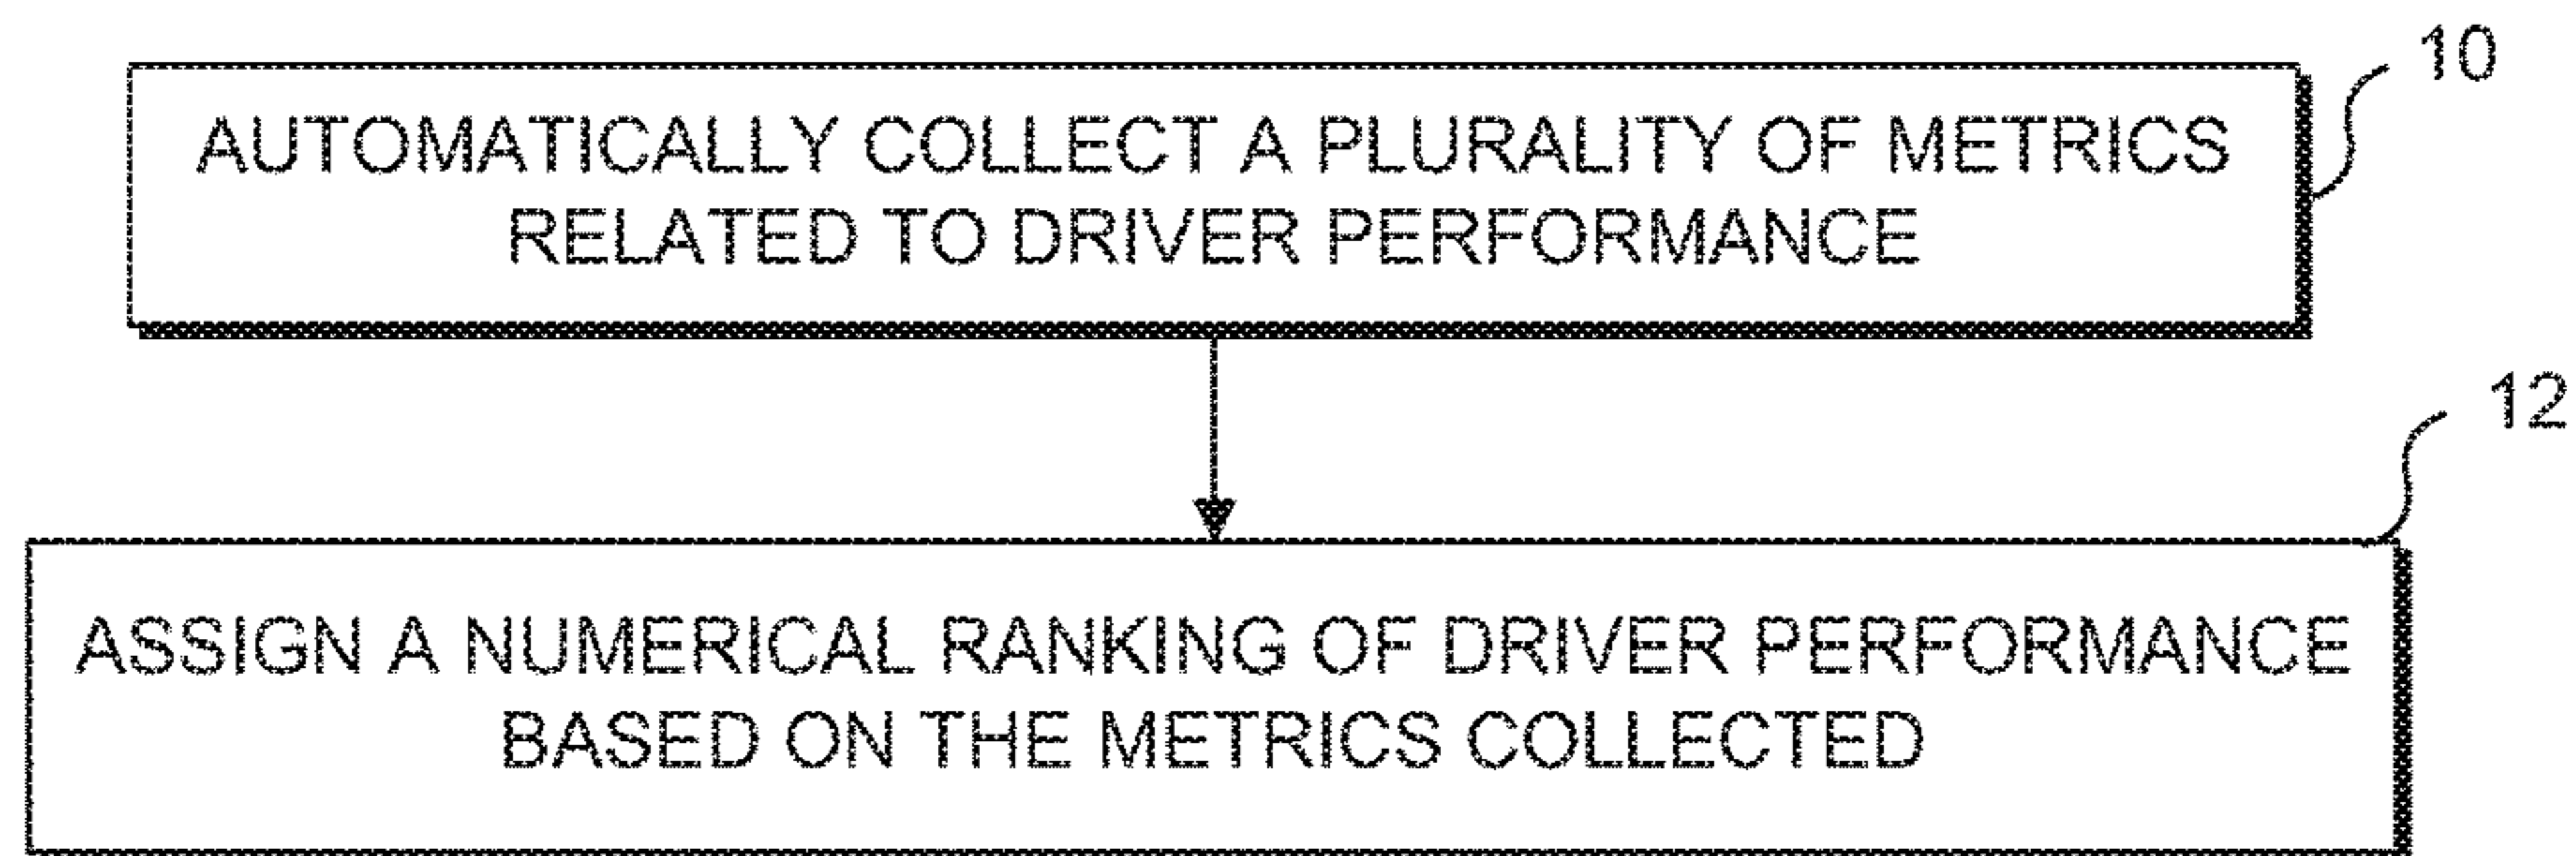 10
AUTOMATICALLY COLLECT A PLURALITY OF METRICS
RELATED TO DRIVER PERFORMANCE
12
ASSIGN A NUMERICAL RANKING OF DRIVER PERFORMANCE
BASED ON THE METRICS COLLECTED